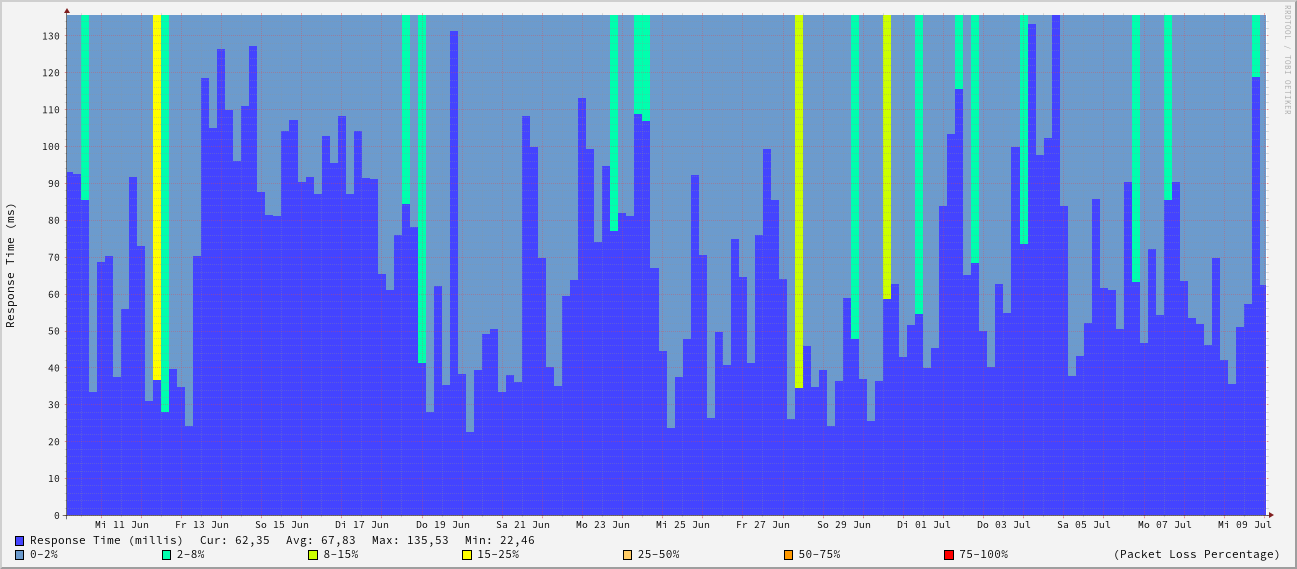 RRDTOOL / TOBI OETIKER
Response Time (ms)
130
120
110
100
90
80
70
60
50
40
30
20
10
0
Mi 11 Jun Fr 13 Jun So 15 Jun Di 17 Jun Do 19 Jun Sa 21 Jun Mo 23 Jun Mi 25 Jun Fr 27 Jun So 29 Jun Di 01 Jul Do 03 Jul Sa 05 Jul Mo 07 Jul Mi 09 Jul
Response Time (millis) Cur: 62,35 Avg: 67,83 Max: 135,53 Min: 22,46
0-2% 2-8% 8-15% 15-25% 25-50% 50-75% 75-100% (Packet Loss Percentage)